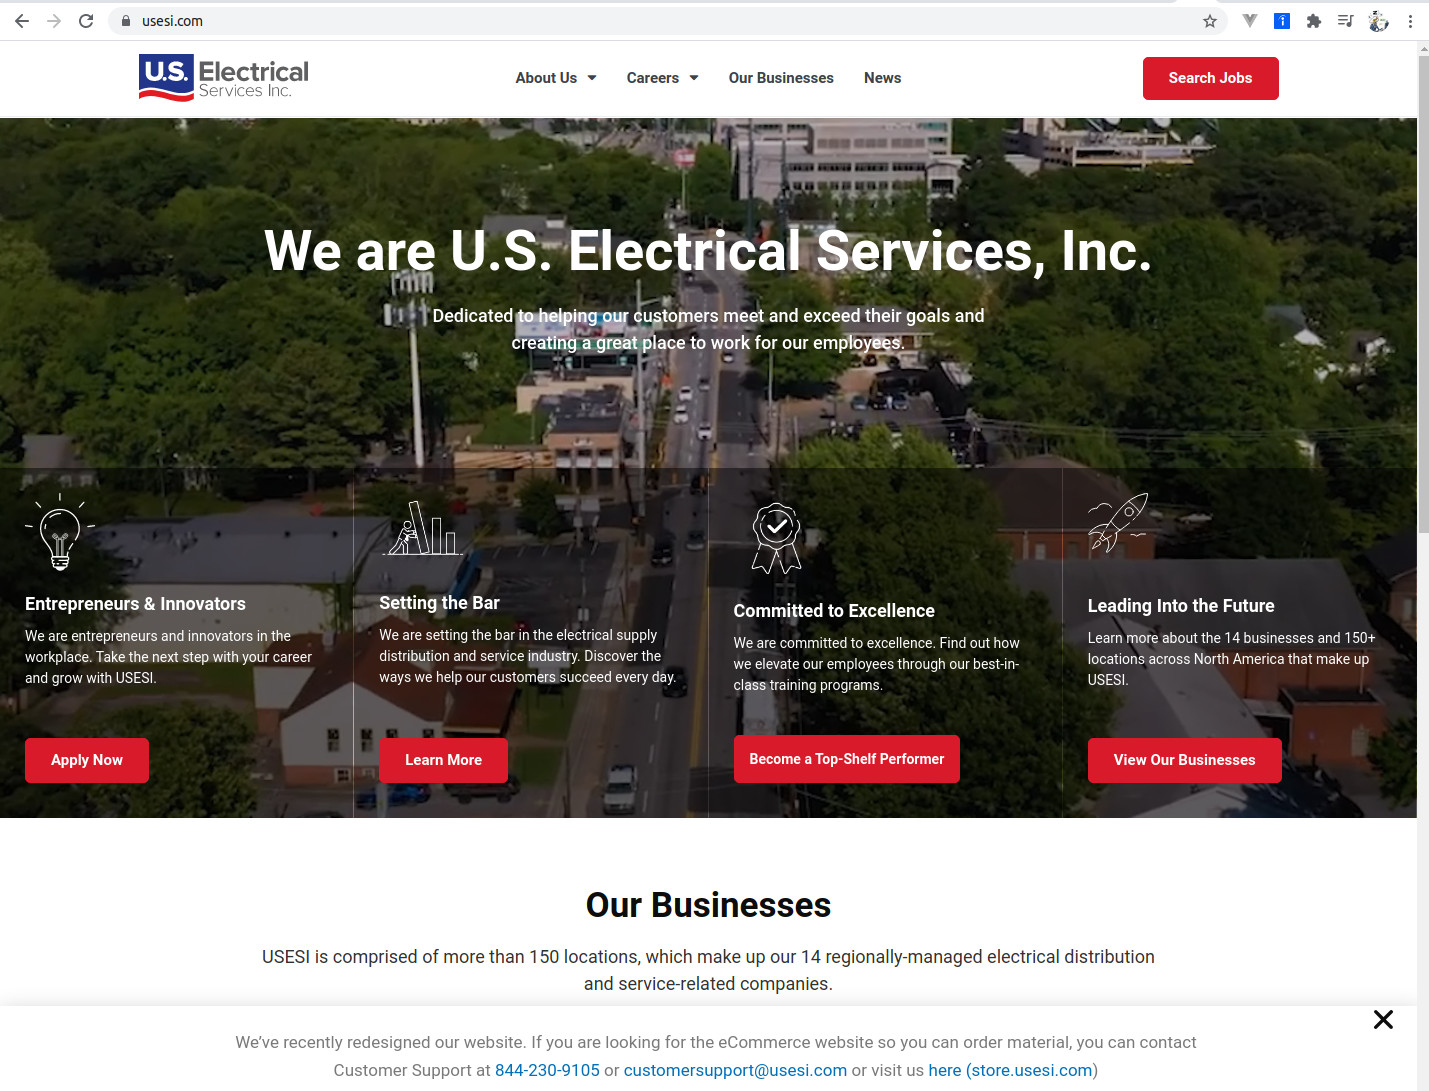 usesi.com
U.S. Electrical
Services Inc.
About Us
Careers
Our Businesses
News
Search Jobs
We are U.S. Electrical Services, Inc.
Dedicated to helping our customers meet and exceed their goals and
creating a great place to work for our employees.
Entrepreneurs & Innovators
We are entrepreneurs and innovators in the
workplace. Take the next step with your career
and grow with USESI.
Apply Now
Setting the Bar
We are setting the bar in the electrical supply
distribution and service industry. Discover the
ways we help our customers succeed every day.
Learn More
Committed to Excellence
We are committed to excellence. Find out how
we elevate our employees through our best-in-
class training programs.
Become a Top-Shelf Performer
Leading Into the Future
Learn more about the 14 businesses and 150+
locations across North America that make up
USESI.
View Our Businesses
Our Businesses
USESI is comprised of more than 150 locations, which make up our 14 regionally-managed electrical distribution
and service-related companies.
We've recently redesigned our website. If you are looking for the eCommerce website so you can order material, you can contact
Customer Support at 844-230-9105 or customersupport@usesi.com or visit us here (store.usesi.com)